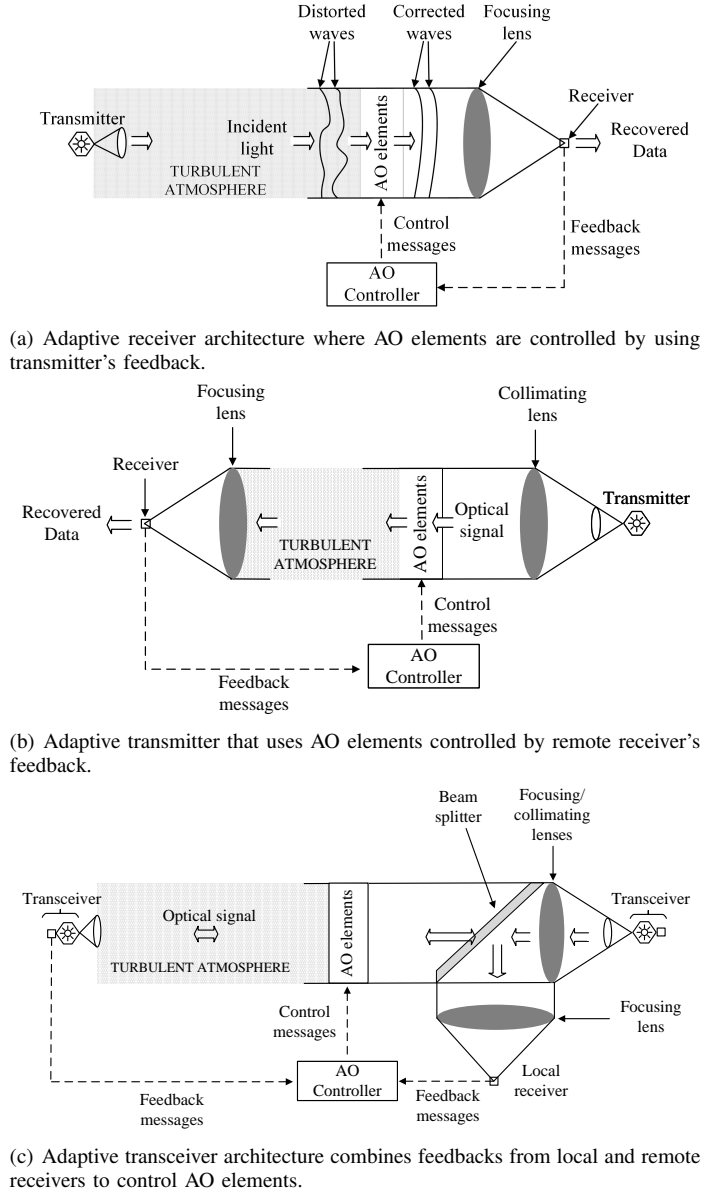 Distorted
waves
Corrected
waves
Focusing
lens
Transmitter
Incident
light
AO elements
Receiver
Recovered
Data
TURBULENT
ATMOSPHERE
Control
messages
Feedback
messages
AO
Controller
(a) Adaptive receiver architecture where AO elements are controlled by using
transmitter's feedback.
Focusing
lens
Collimating
lens
Receiver
Recovered
Data
TURBULENT
ATMOSPHERE
AO elements
Optical
signal
Transmitter
Control
messages
AO
Controller
Feedback
messages
(b) Adaptive transmitter that uses AO elements controlled by remote receiver's
feedback.
Beam
splitter
Focusing/
collimating
lenses
Transceiver
Optical signal
TURBULENT ATMOSPHERE
AO elements
Transceiver
Control
messages
Focusing
lens
AO
Controller
Feedback
messages
Feedback
messages
Local
receiver
(c) Adaptive transceiver architecture combines feedbacks from local and remote
receivers to control AO elements.